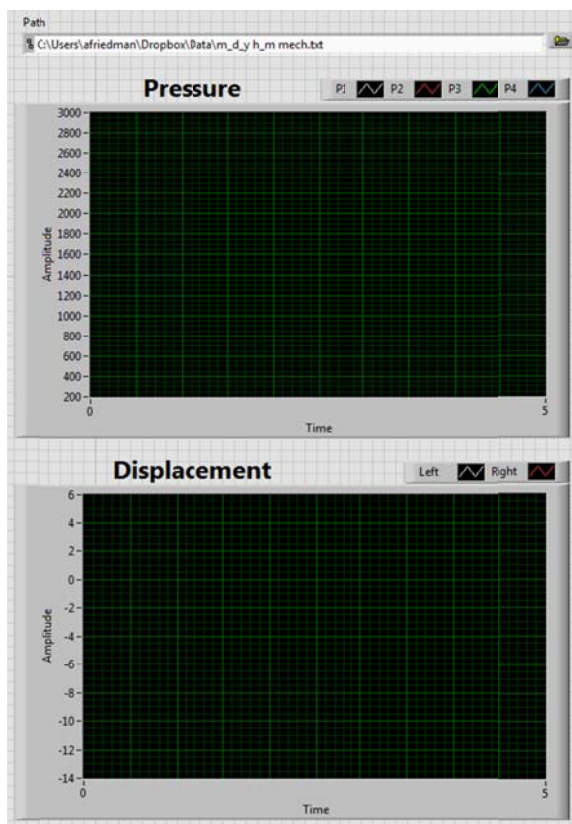 Path
C:\Users\afriedman\Dropbox\Data\m_d_y h_m mech.txt
Pressure
P1 P2 P3 P4
3000
2800
2600
2400
2200
2000
1800
1600
1400
1200
1000
800
600
400
200
Amplitude
0 5
Time
Displacement
Left Right
6
4
2
0
-2
-4
-6
-8
-10
-12
-14
Amplitude
0 5
Time